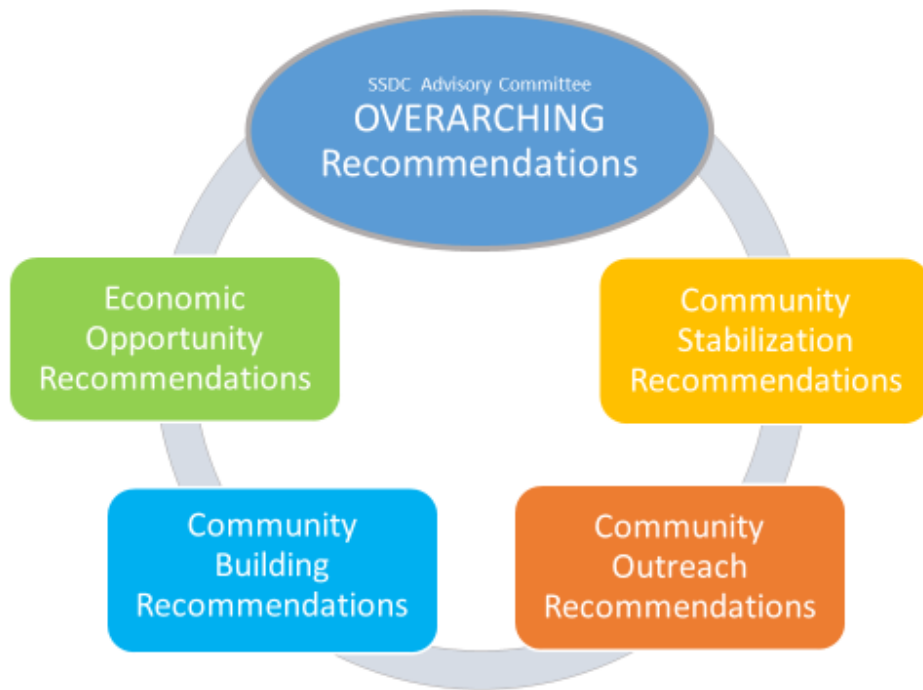 SSDC Advisory Committee
OVERARCHING
Recommendations
Economic
Opportunity
Recommendations
Community
Stabilization
Recommendations
Community
Building
Recommendations
Community
Outreach
Recommendations